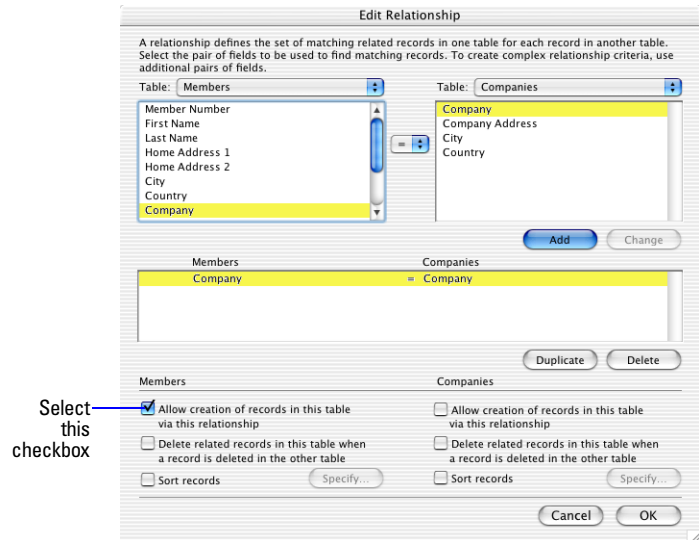 Edit Relationship
A relationship defines the set of matching related records in one table for each record in another table.
Select the pair of fields to be used to find matching records. To create complex relationship criteria, use
additional pairs of fields.
Table: Members
Table: Companies
Member Number
First Name
Last Name
Home Address 1
Home Address 2
City
Country
Company
=
Company
Company Address
City
Country
Add
Change
Members
Companies
Company = Company
Duplicate
Delete
Members
Companies
Select
this
checkbox
Allow creation of records in this table
via this relationship
Delete related records in this table when
a record is deleted in the other table
Sort records
Specify...
Allow creation of records in this table
via this relationship
Delete related records in this table when
a record is deleted in the other table
Sort records
Specify...
Cancel
OK